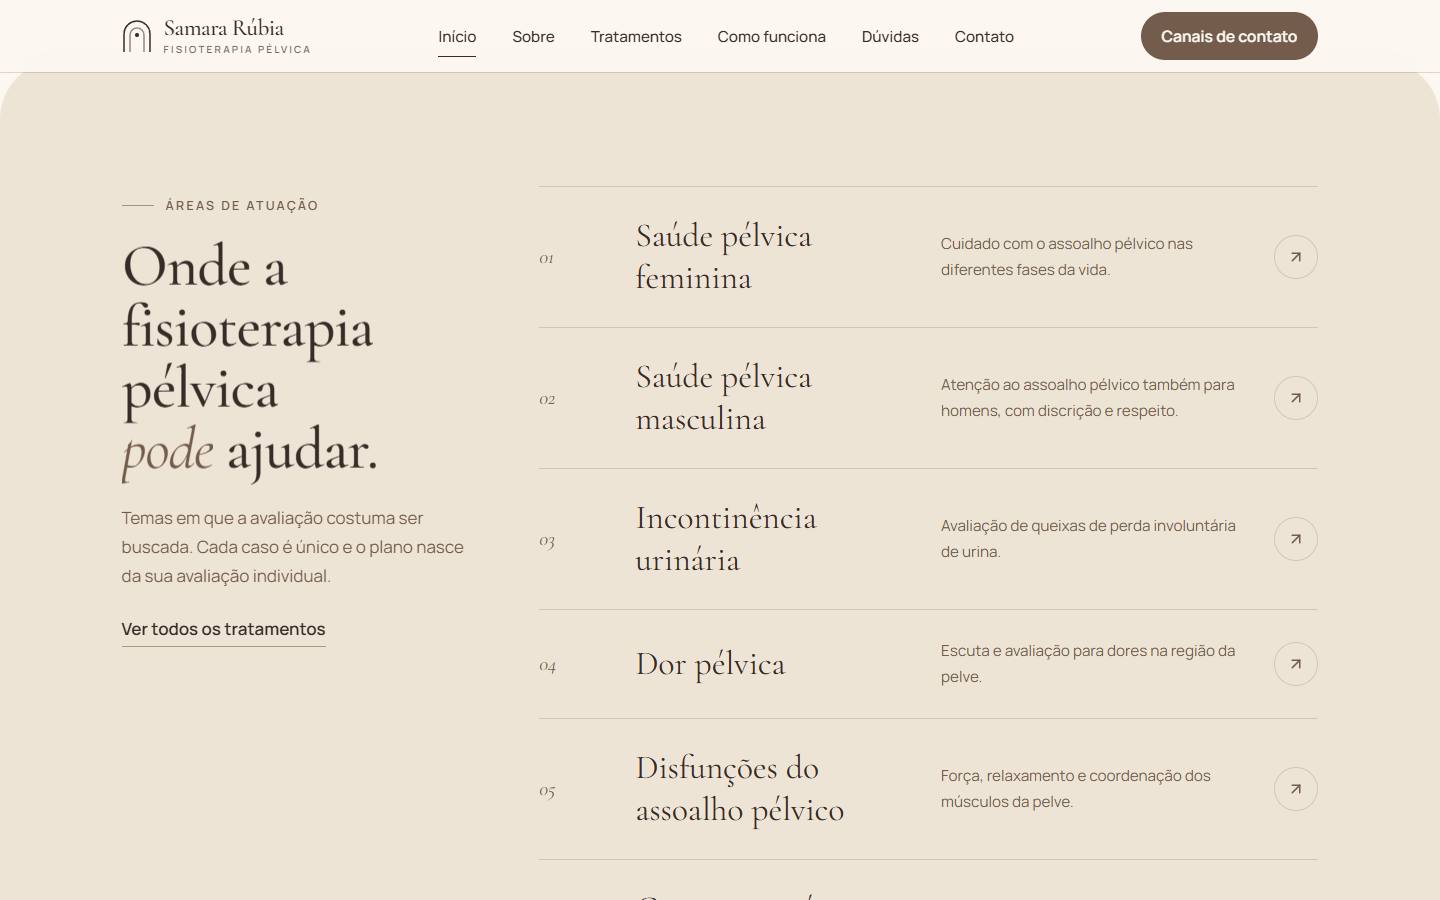 Samara Rúbia
FISIOTERAPIA PÉLVICA
Início
Sobre
Tratamentos
Como funciona
Dúvidas
Contato
Canais de contato
ÁREAS DE ATUAÇÃO
Onde a
fisioterapia
pélvica
pode ajudar.
Temas em que a avaliação costuma ser
buscada. Cada caso é único e o plano nasce
da sua avaliação individual.
Ver todos os tratamentos
01
Saúde pélvica
feminina
Cuidado com o assoalho pélvico nas
diferentes fases da vida.
02
Saúde pélvica
masculina
Atenção ao assoalho pélvico também para
homens, com discrição e respeito.
03
Incontinência
urinária
Avaliação de queixas de perda involuntária
de urina.
04
Dor pélvica
Escuta e avaliação para dores na região da
pelve.
05
Disfunções do
assoalho pélvico
Força, relaxamento e coordenação dos
músculos da pelve.